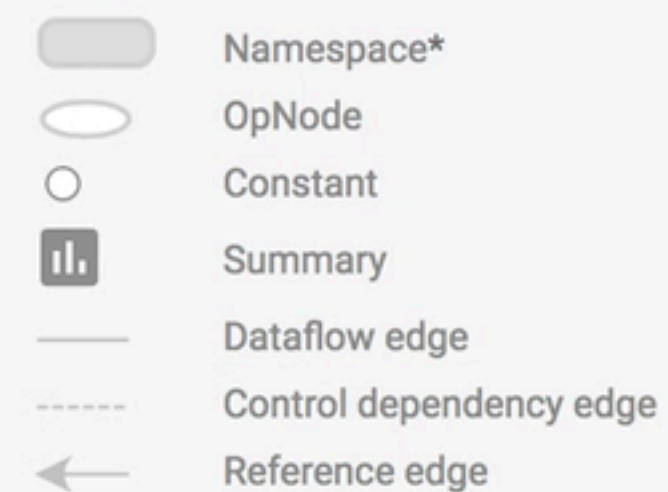 Namespace*
OpNode
Constant
Summary
Dataflow edge
Control dependency edge
Reference edge